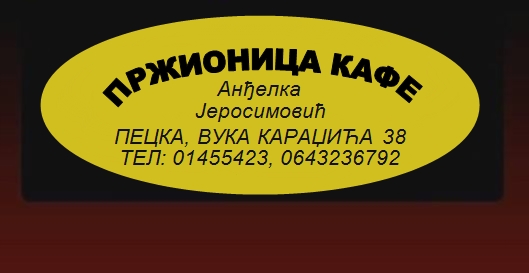 ПРЖИОНИЦА КАФЕ
Анђелка
Јеросимовић
ПЕЦКА, ВУКА КАРАЏИЋА 38
ТЕЛ: 01455423, 0643236792